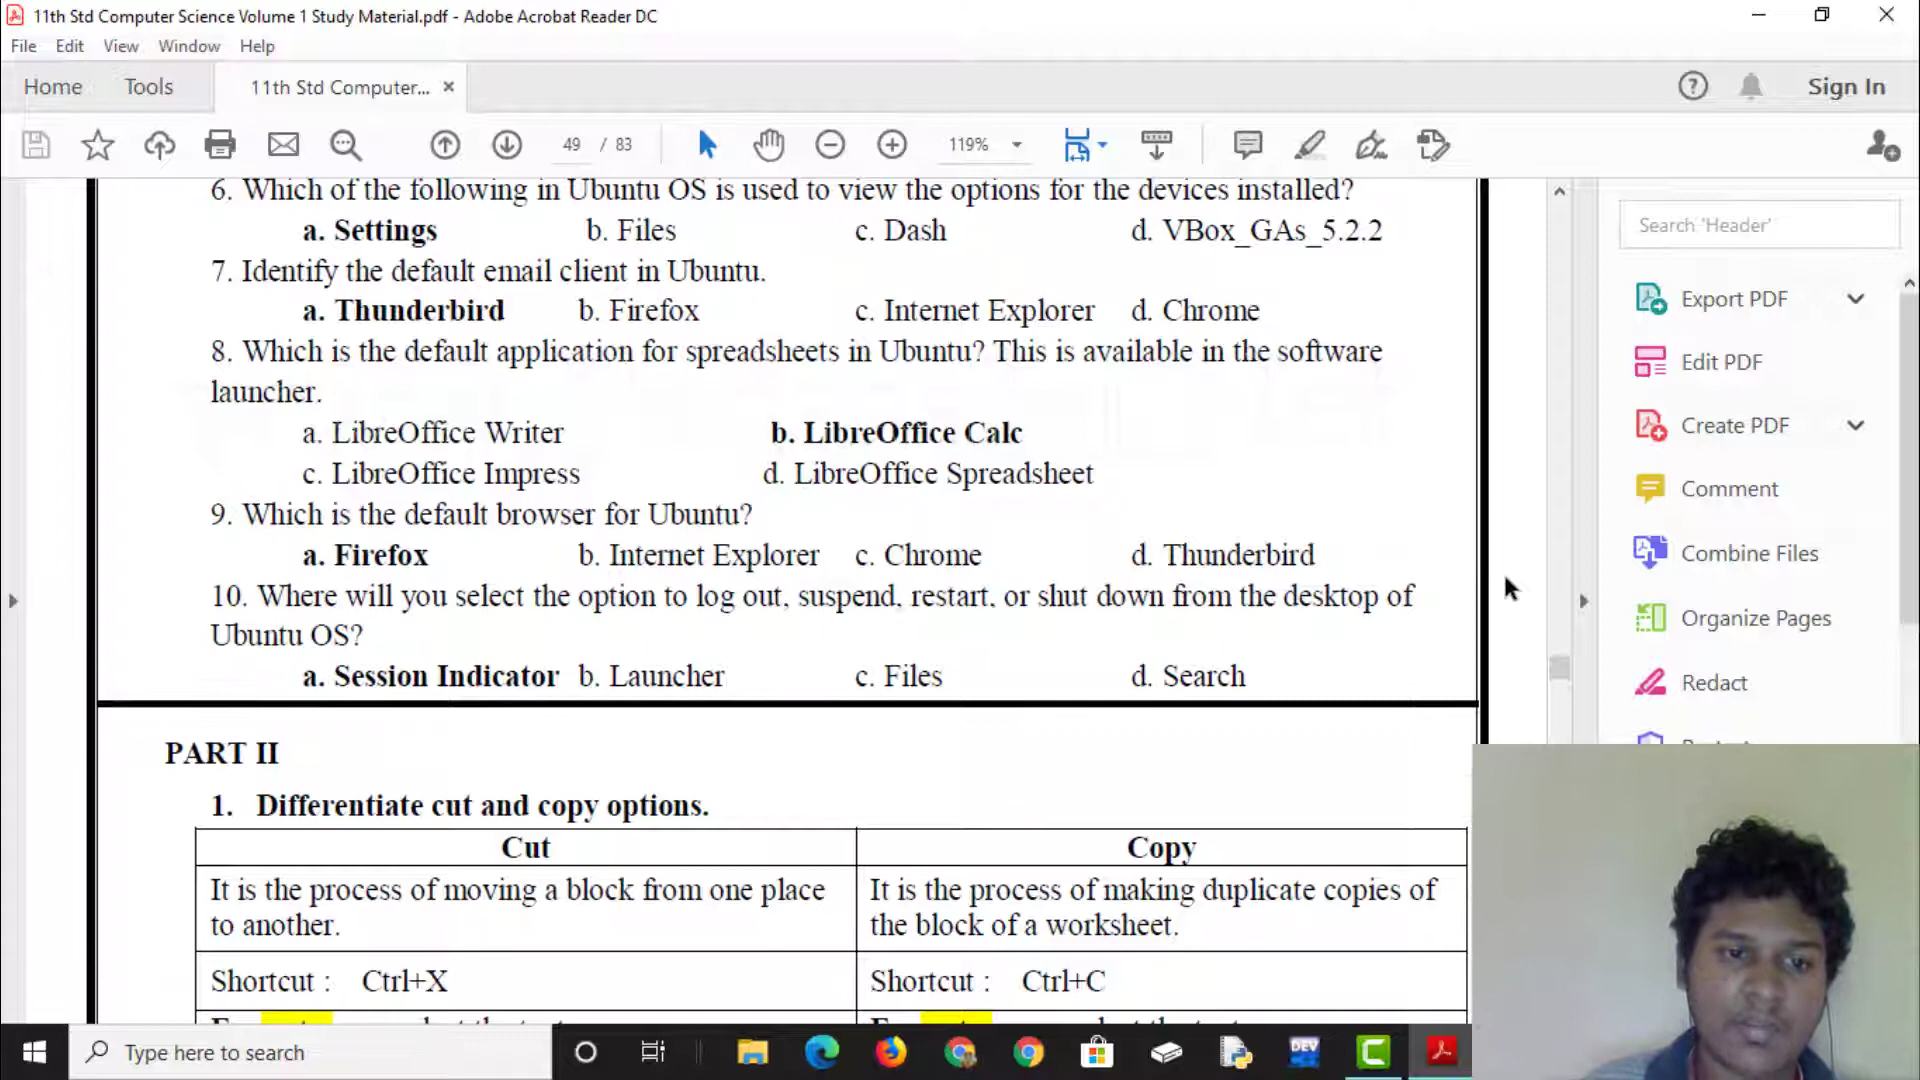 11th Std Computer Science Volume 1 Study Material.pdf - Adobe Acrobat Reader DC
File Edit View Window Help
Home Tools 11th Std Computer... × Sign In
49 / 83 119%
6. Which of the following in Ubuntu OS is used to view the options for the devices installed?
a. Settings b. Files c. Dash d. VBox_GAs_5.2.2
7. Identify the default email client in Ubuntu.
a. Thunderbird b. Firefox c. Internet Explorer d. Chrome
8. Which is the default application for spreadsheets in Ubuntu? This is available in the software
launcher.
a. LibreOffice Writer b. LibreOffice Calc
c. LibreOffice Impress d. LibreOffice Spreadsheet
9. Which is the default browser for Ubuntu?
a. Firefox b. Internet Explorer c. Chrome d. Thunderbird
10. Where will you select the option to log out, suspend, restart, or shut down from the desktop of
Ubuntu OS?
a. Session Indicator b. Launcher c. Files d. Search
PART II
1. Differentiate cut and copy options.
Cut Copy
It is the process of moving a block from one place
to another.
It is the process of making duplicate copies of
the block of a worksheet.
Shortcut : Ctrl+X Shortcut : Ctrl+C
Search 'Header'
Export PDF
Edit PDF
Create PDF
Comment
Combine Files
Organize Pages
Redact
Type here to search
DEV